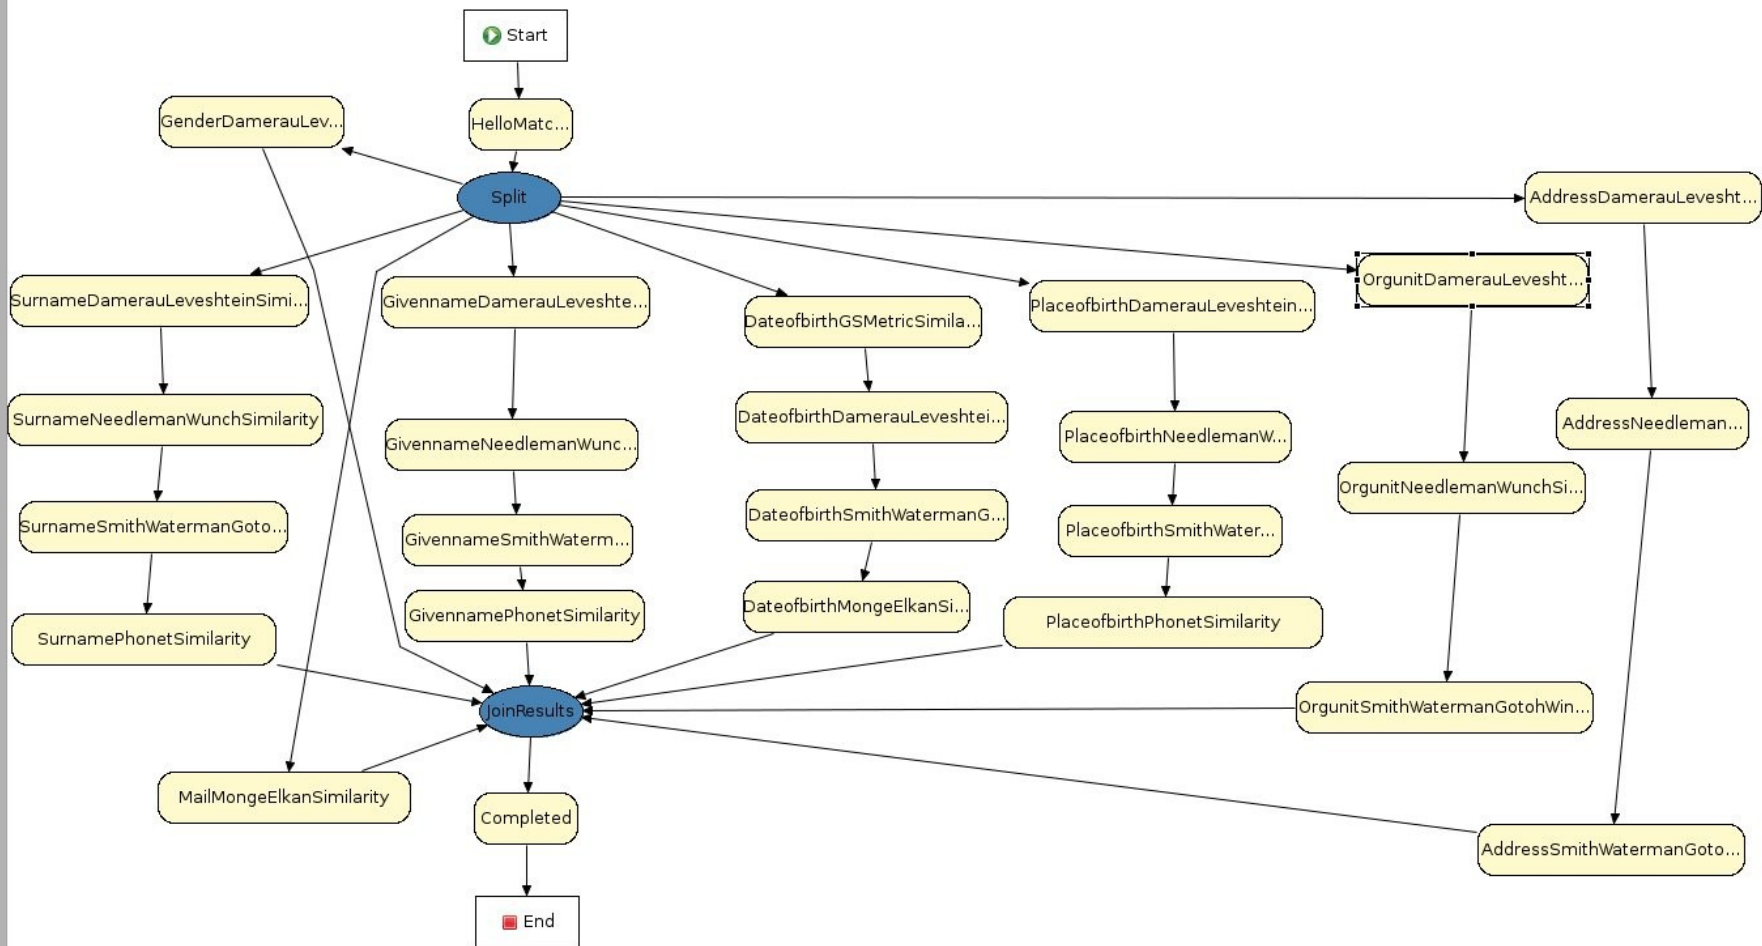 Start
GenderDamerauLev...
HelloMatc...
Split
AddressDamerauLevesht...
OrgunitDamerauLevesht...
SurnameDamerauLeveshteinSimi...
GivennameDamerauLeveshte...
PlaceofbirthDamerauLeveshtein...
DateofbirthGSMetricSimila...
SurnameNeedlemanWunchSimilarity
DateofbirthDamerauLeveshtei...
AddressNeedleman...
GivennameNeedlemanWunc...
PlaceofbirthNeedlemanW...
OrgunitNeedlemanWunchSi...
SurnameSmithWatermanGoto...
DateofbirthSmithWatermanG...
PlaceofbirthSmithWater...
GivennameSmithWaterm...
DateofbirthMongeElkanSi...
GivennamePhonetSimilarity
PlaceofbirthPhonetSimilarity
SurnamePhonetSimilarity
JoinResults
OrgunitSmithWatermanGotohWin...
MailMongeElkanSimilarity
Completed
AddressSmithWatermanGoto...
End